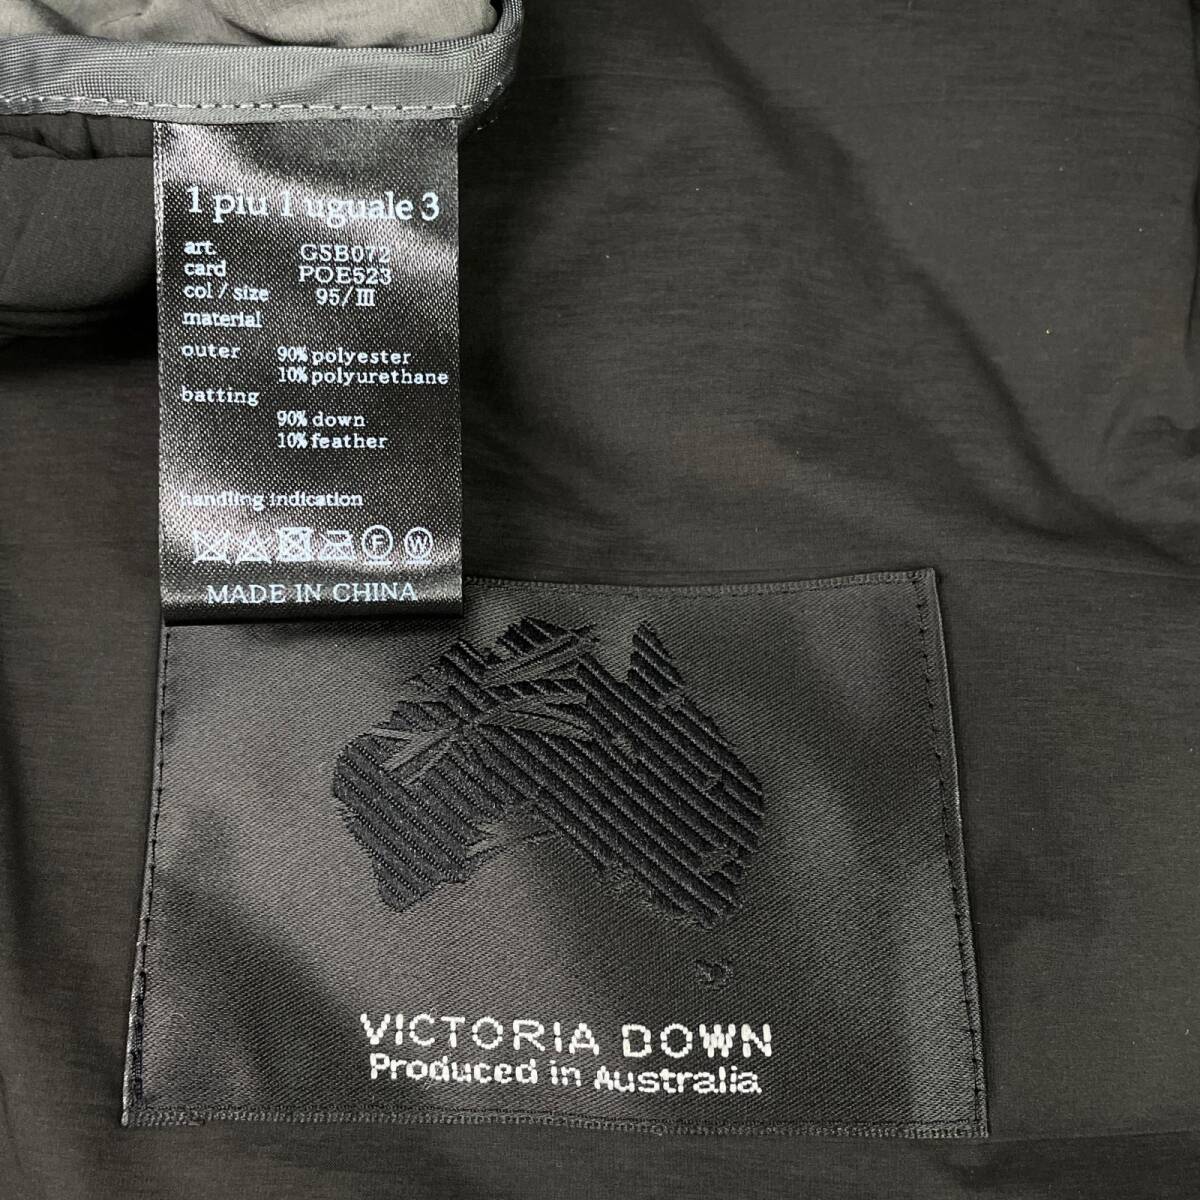 1 piu 1 uguale 3
art. GSB072
card POE523
col / size 95/III
material
outer 90% polyester
10% polyurethane
batting
90% down
10% feather
handling indication
F W
MADE IN CHINA
VICTORIA DOWN
Produced in Australia